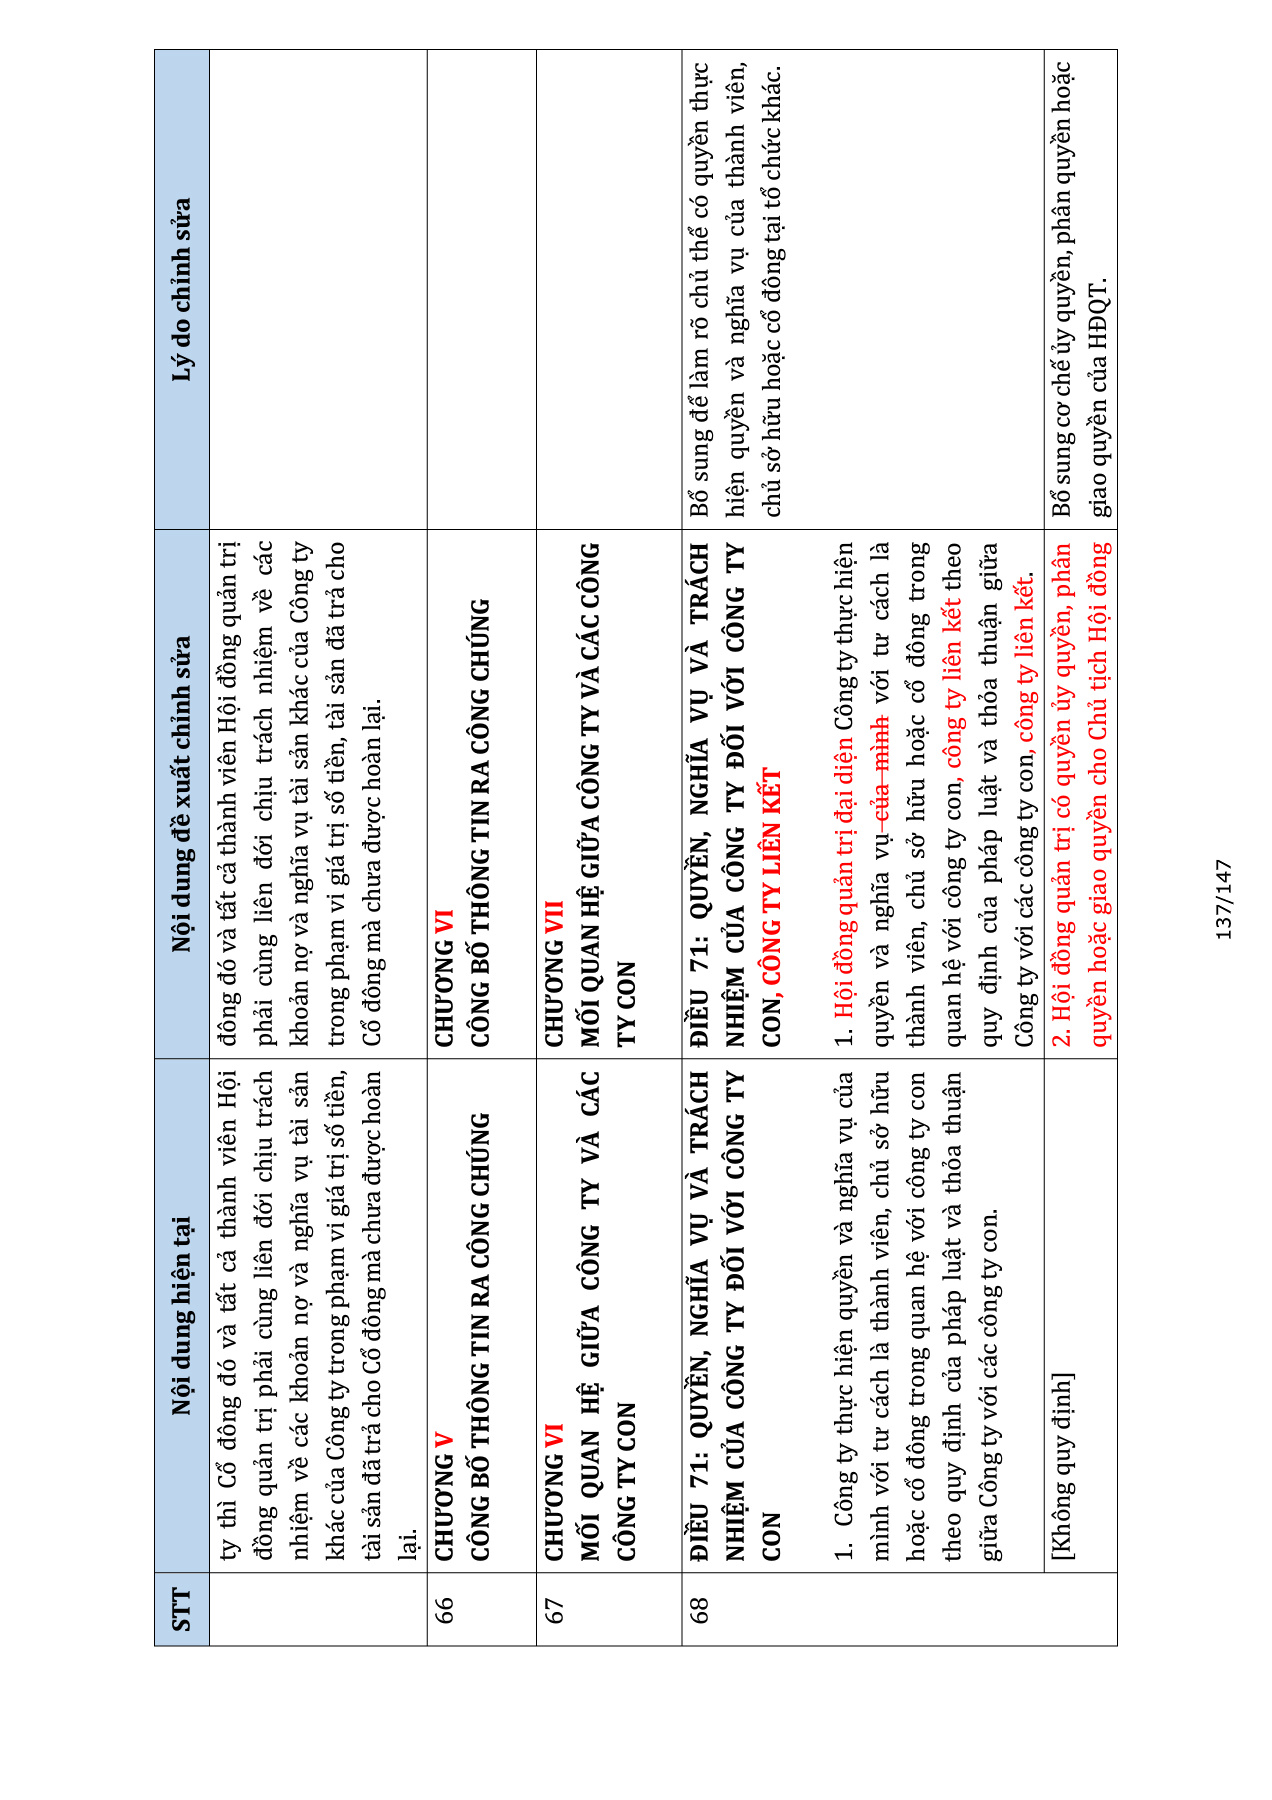 STT
Nội dung hiện tại
Nội dung đề xuất chỉnh sửa
Lý do chỉnh sửa
ty thì Cổ đông đó và tất cả thành viên Hội
đồng quản trị phải cùng liên đới chịu trách
nhiệm về các khoản nợ và nghĩa vụ tài sản
khác của Công ty trong phạm vi giá trị số tiền,
tài sản đã trả cho Cổ đông mà chưa được hoàn
lại.
đông đó và tất cả thành viên Hội đồng quản trị
phải cùng liên đới chịu trách nhiệm về các
khoản nợ và nghĩa vụ tài sản khác của Công ty
trong phạm vi giá trị số tiền, tài sản đã trả cho
Cổ đông mà chưa được hoàn lại.
66
CHƯƠNG V
CÔNG BỐ THÔNG TIN RA CÔNG CHÚNG
CHƯƠNG VI
CÔNG BỐ THÔNG TIN RA CÔNG CHÚNG
67
CHƯƠNG VI
MỐI QUAN HỆ GIỮA CÔNG TY VÀ CÁC
CÔNG TY CON
CHƯƠNG VII
MỐI QUAN HỆ GIỮA CÔNG TY VÀ CÁC CÔNG
TY CON
68
ĐIỀU 71: QUYỀN, NGHĨA VỤ VÀ TRÁCH
NHIỆM CỦA CÔNG TY ĐỐI VỚI CÔNG TY
CON
1. Công ty thực hiện quyền và nghĩa vụ của
mình với tư cách là thành viên, chủ sở hữu
hoặc cổ đông trong quan hệ với công ty con
theo quy định của pháp luật và thỏa thuận
giữa Công ty với các công ty con.
ĐIỀU 71: QUYỀN, NGHĨA VỤ VÀ TRÁCH
NHIỆM CỦA CÔNG TY ĐỐI VỚI CÔNG TY
CON, CÔNG TY LIÊN KẾT
1. Hội đồng quản trị đại diện Công ty thực hiện
quyền và nghĩa vụ của mình với tư cách là
thành viên, chủ sở hữu hoặc cổ đông trong
quan hệ với công ty con, công ty liên kết theo
quy định của pháp luật và thỏa thuận giữa
Công ty với các công ty con, công ty liên kết.
Bổ sung để làm rõ chủ thể có quyền thực
hiện quyền và nghĩa vụ của thành viên,
chủ sở hữu hoặc cổ đông tại tổ chức khác.
[Không quy định]
2. Hội đồng quản trị có quyền ủy quyền, phân
quyền hoặc giao quyền cho Chủ tịch Hội đồng
Bổ sung cơ chế ủy quyền, phân quyền hoặc
giao quyền của HĐQT.
137/147